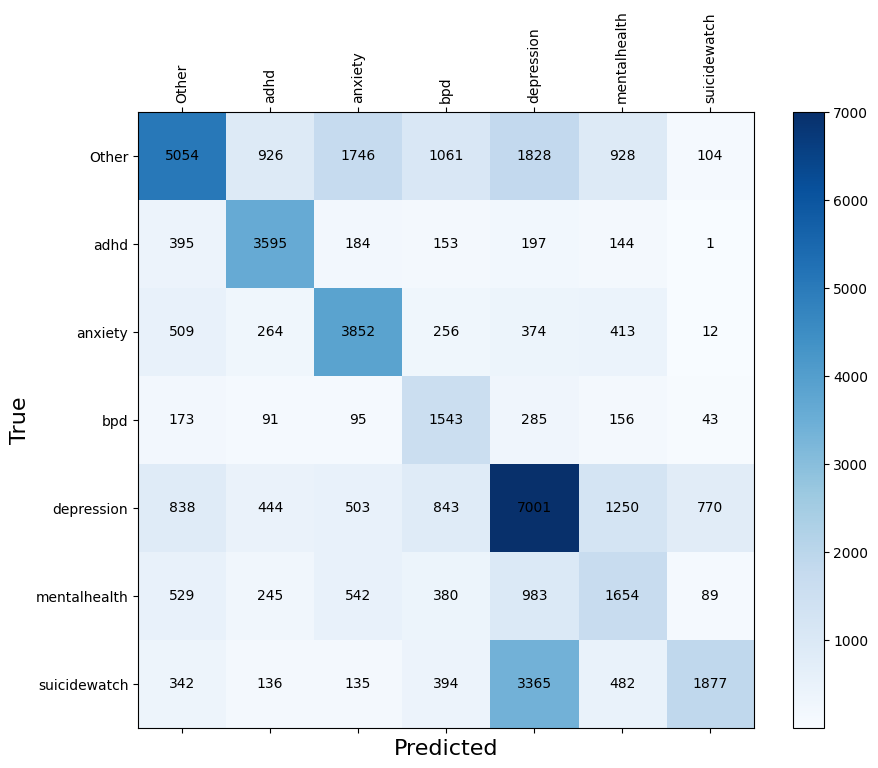 Other adhd anxiety bpd depression mentalhealth suicidewatch
Other 5054 926 1746 1061 1828 928 104
adhd 395 3595 184 153 197 144 1
anxiety 509 264 3852 256 374 413 12
bpd 173 91 95 1543 285 156 43
depression 838 444 503 843 7001 1250 770
mentalhealth 529 245 542 380 983 1654 89
suicidewatch 342 136 135 394 3365 482 1877
True
Predicted
7000
6000
5000
4000
3000
2000
1000